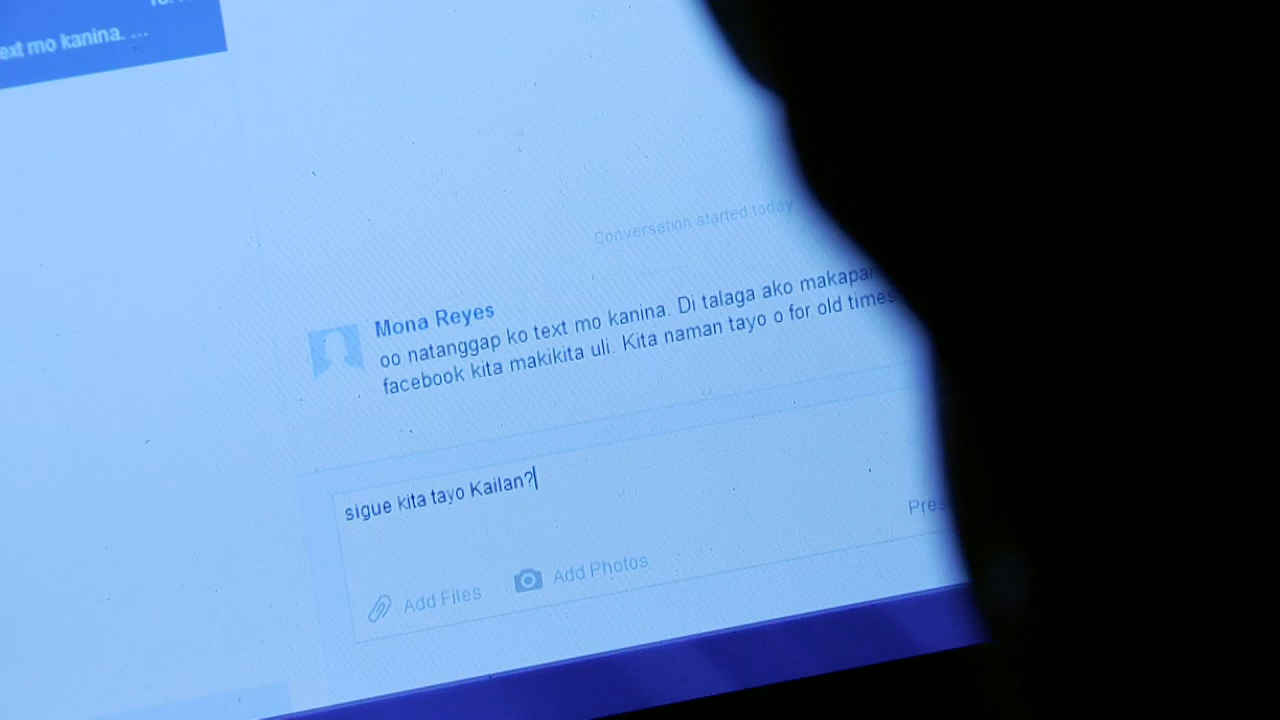 text mo kanina. ...
Conversation started today
Mona Reyes
oo natanggap ko text mo kanina. Di talaga ako
facebook kita makikita uli. Kita naman tayo o for old times
sigue kita tayo Kailan?
Add Files
Add Photos